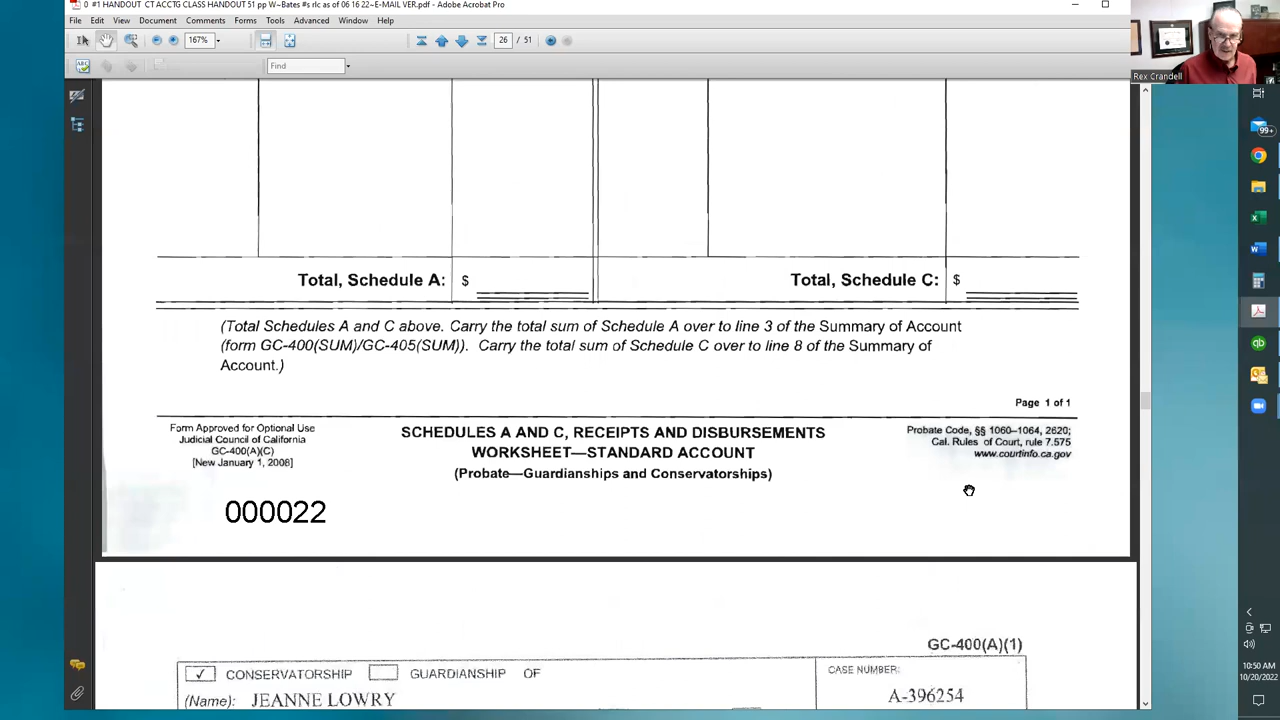 0 #1 HANDOUT CT ACCTG CLASS HANDOUT 51 pp W~Bates #s rlc as of 06 16 22~E-MAIL VER.pdf - Adobe Acrobat Pro
File Edit View Document Comments Forms Tools Advanced Window Help
167% 26 / 51
Find
Rex Crandell
99+
Total, Schedule A: $ Total, Schedule C: $
(Total Schedules A and C above. Carry the total sum of Schedule A over to line 3 of the Summary of Account
(form GC-400(SUM)/GC-405(SUM)). Carry the total sum of Schedule C over to line 8 of the Summary of
Account.)
Page 1 of 1
Form Approved for Optional Use
Judicial Council of California
GC-400(A)(C)
[New January 1, 2008]
SCHEDULES A AND C, RECEIPTS AND DISBURSEMENTS
WORKSHEET—STANDARD ACCOUNT
(Probate—Guardianships and Conservatorships)
Probate Code, §§ 1060–1064, 2620;
Cal. Rules of Court, rule 7.575
www.courtinfo.ca.gov
000022
GC-400(A)(1)
CONSERVATORSHIP GUARDIANSHIP OF
(Name): JEANNE LOWRY
CASE NUMBER:
A-396254
10:50 AM
10/20/2022